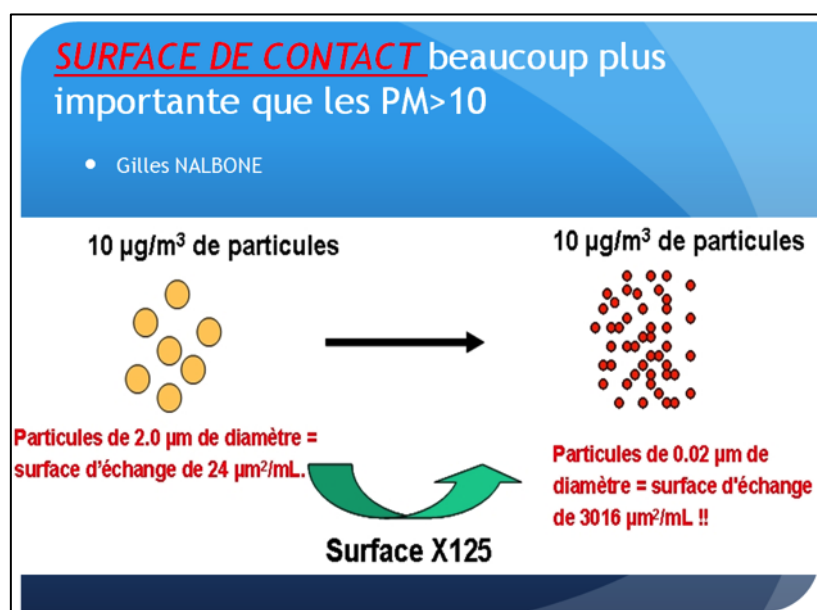 SURFACE DE CONTACT beaucoup plus
importante que les PM>10
• Gilles NALBONE
10 µg/m³ de particules
10 µg/m³ de particules
Particules de 2.0 µm de diamètre =
surface d'échange de 24 µm²/mL.
Particules de 0.02 µm de
diamètre = surface d'échange
de 3016 µm²/mL !!
Surface X125